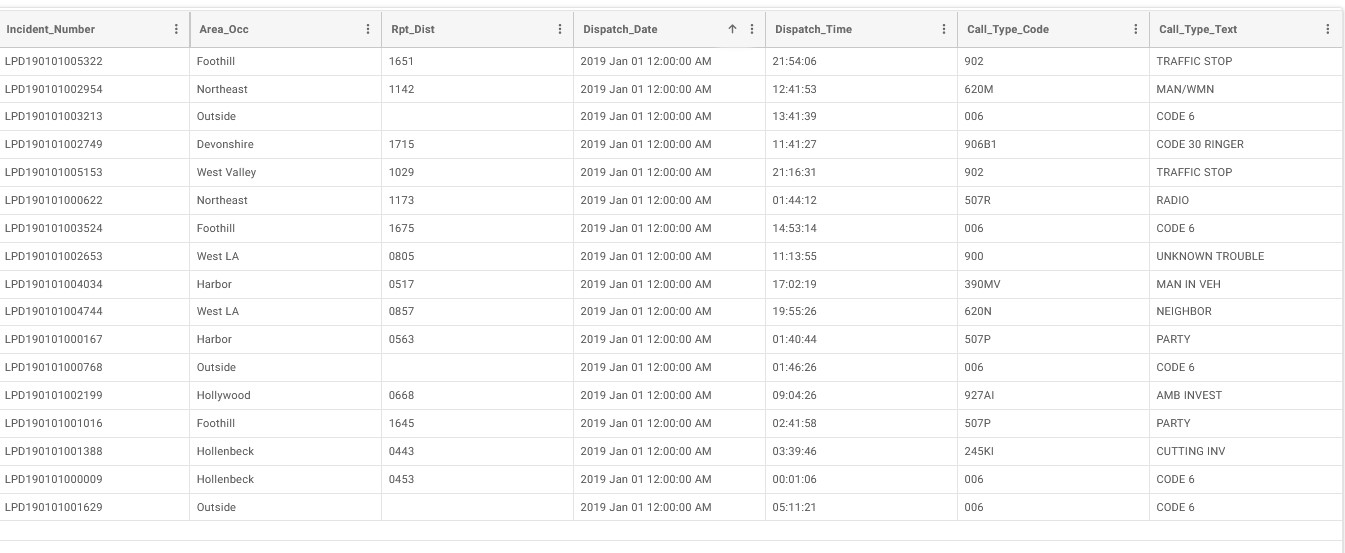 Incident_Number Area_Occ Rpt_Dist Dispatch_Date Dispatch_Time Call_Type_Code Call_Type_Text
LPD190101005322 Foothill 1651 2019 Jan 01 12:00:00 AM 21:54:06 902 TRAFFIC STOP
LPD190101002954 Northeast 1142 2019 Jan 01 12:00:00 AM 12:41:53 620M MAN/WMN
LPD190101003213 Outside 2019 Jan 01 12:00:00 AM 13:41:39 006 CODE 6
LPD190101002749 Devonshire 1715 2019 Jan 01 12:00:00 AM 11:41:27 906B1 CODE 30 RINGER
LPD190101005153 West Valley 1029 2019 Jan 01 12:00:00 AM 21:16:31 902 TRAFFIC STOP
LPD190101000622 Northeast 1173 2019 Jan 01 12:00:00 AM 01:44:12 507R RADIO
LPD190101003524 Foothill 1675 2019 Jan 01 12:00:00 AM 14:53:14 006 CODE 6
LPD190101002653 West LA 0805 2019 Jan 01 12:00:00 AM 11:13:55 900 UNKNOWN TROUBLE
LPD190101004034 Harbor 0517 2019 Jan 01 12:00:00 AM 17:02:19 390MV MAN IN VEH
LPD190101004744 West LA 0857 2019 Jan 01 12:00:00 AM 19:55:26 620N NEIGHBOR
LPD190101000167 Harbor 0563 2019 Jan 01 12:00:00 AM 01:40:44 507P PARTY
LPD190101000768 Outside 2019 Jan 01 12:00:00 AM 01:46:26 006 CODE 6
LPD190101002199 Hollywood 0668 2019 Jan 01 12:00:00 AM 09:04:26 927AI AMB INVEST
LPD190101001016 Foothill 1645 2019 Jan 01 12:00:00 AM 02:41:58 507P PARTY
LPD190101001388 Hollenbeck 0443 2019 Jan 01 12:00:00 AM 03:39:46 245KI CUTTING INV
LPD190101000009 Hollenbeck 0453 2019 Jan 01 12:00:00 AM 00:01:06 006 CODE 6
LPD190101001629 Outside 2019 Jan 01 12:00:00 AM 05:11:21 006 CODE 6